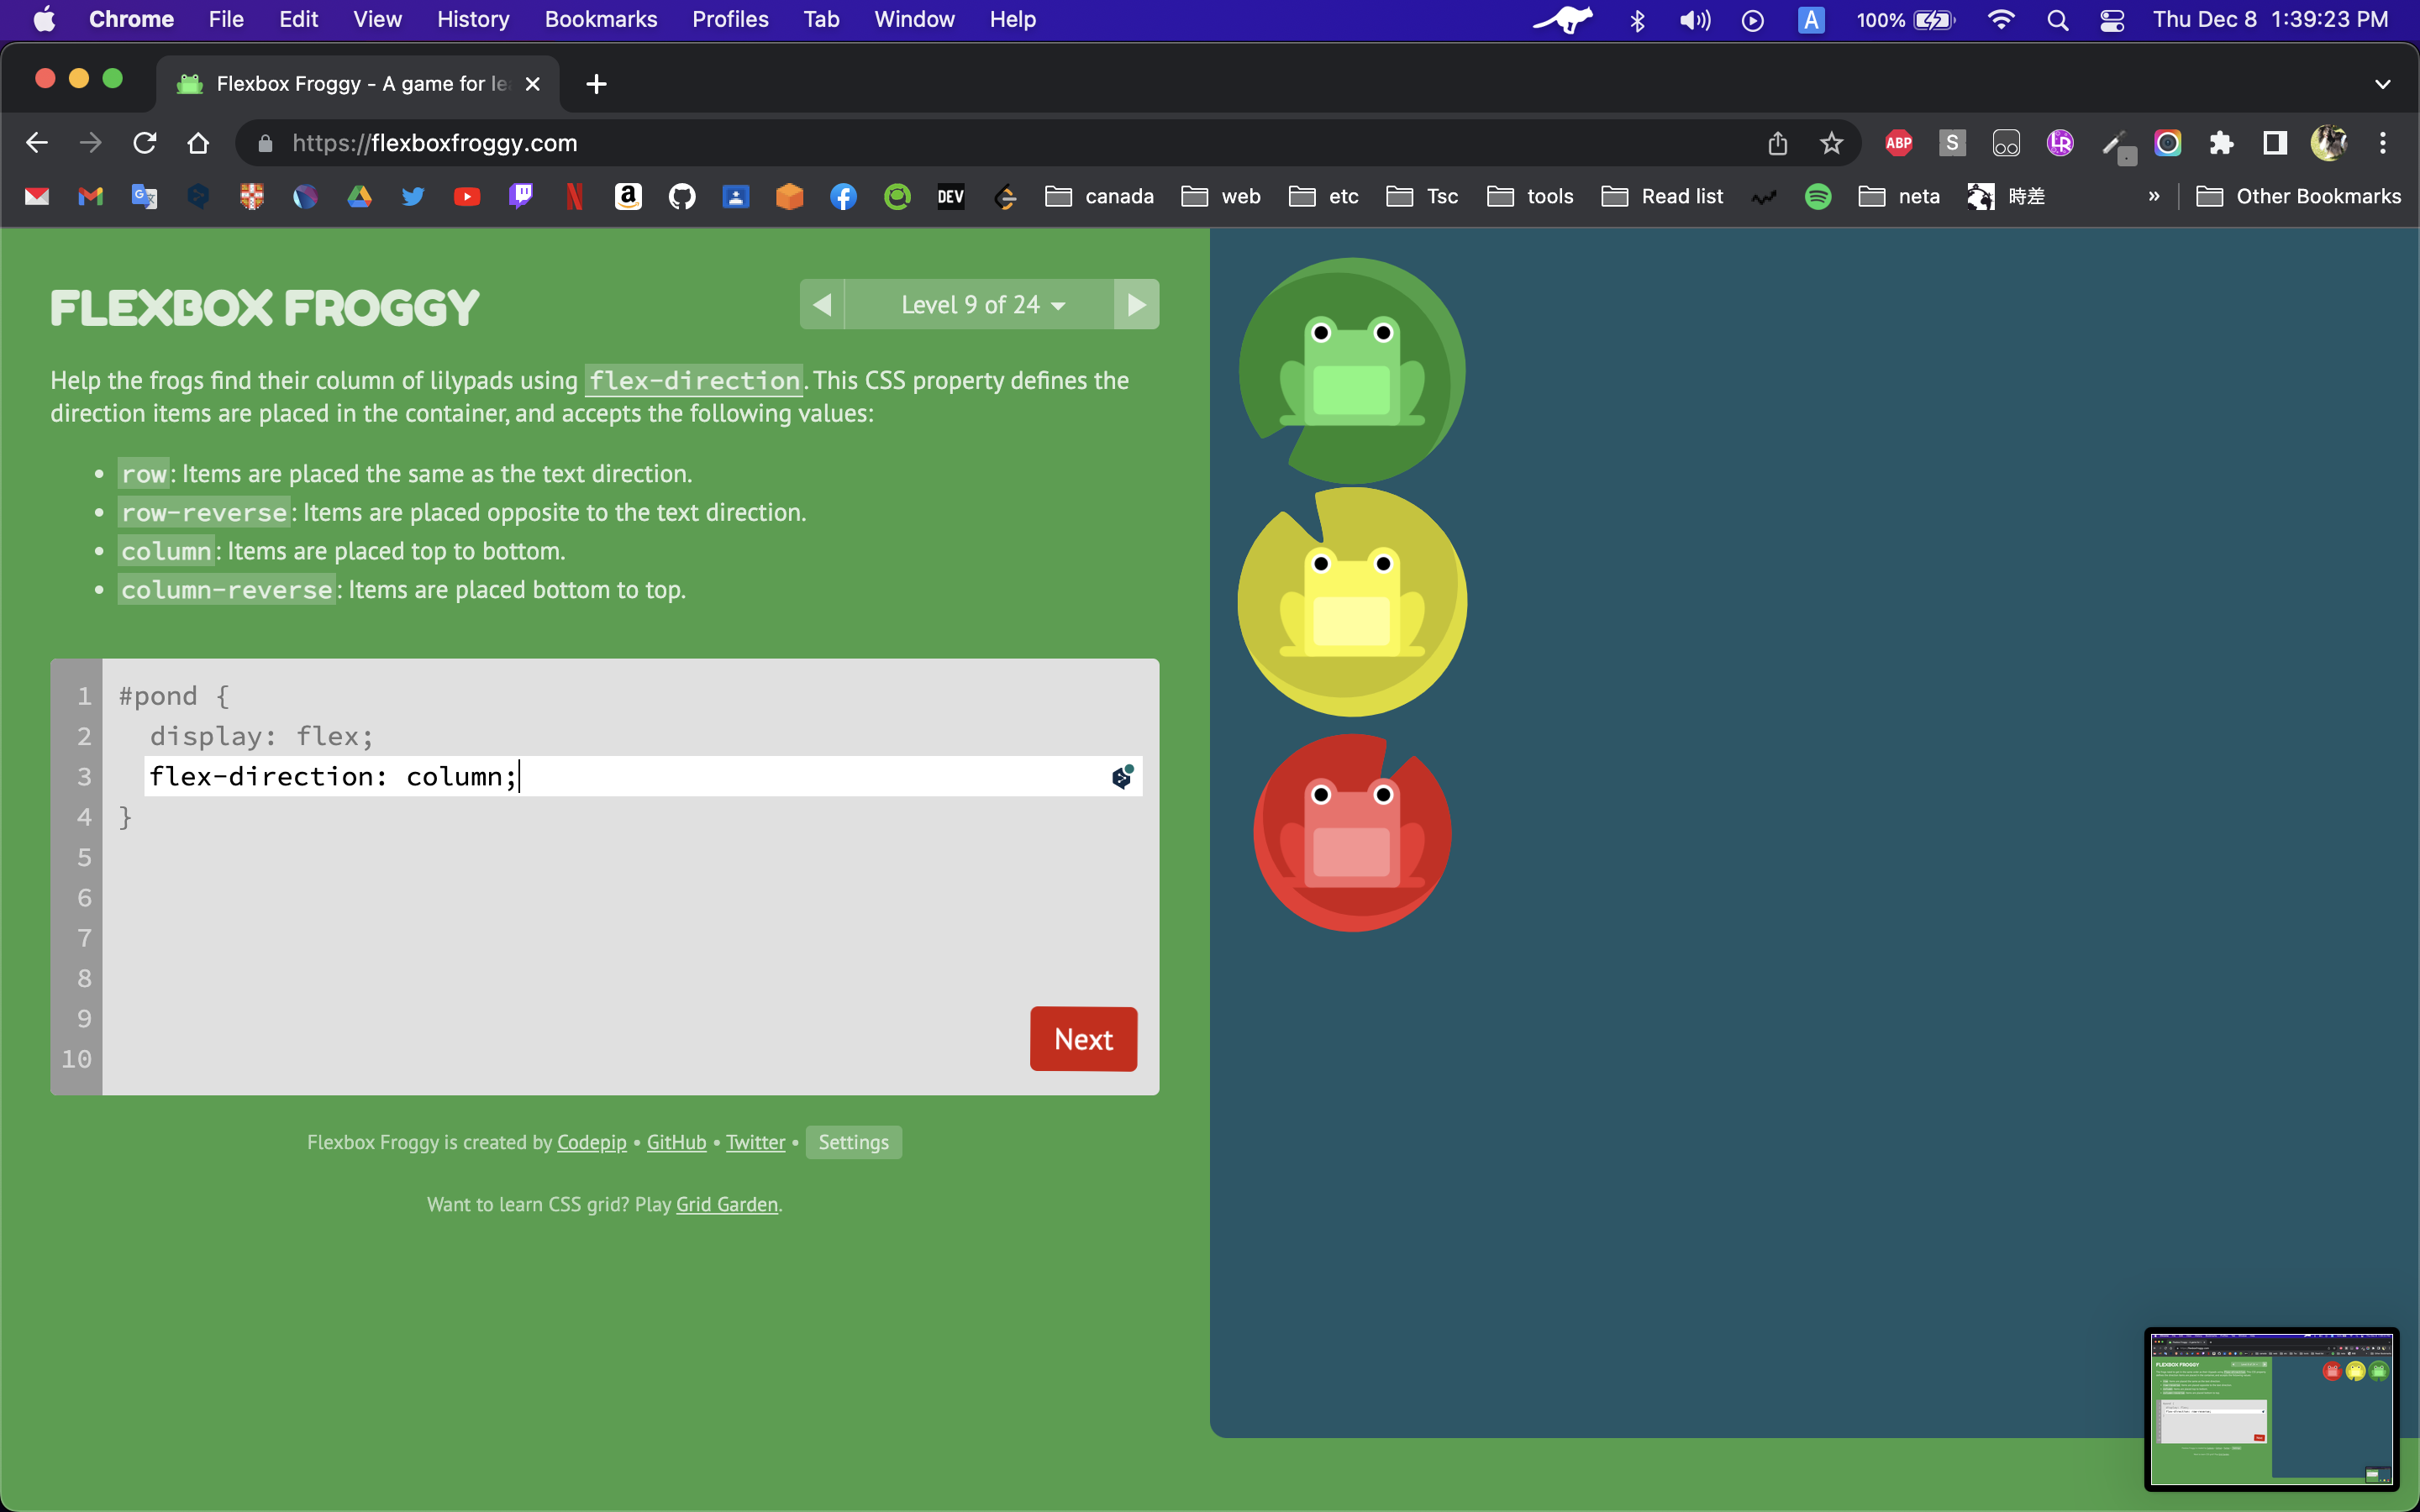 Chrome File Edit View History Bookmarks Profiles Tab Window Help A 100% Thu Dec 8 1:39:23 PM
Flexbox Froggy - A game for le
https://flexboxfroggy.com ABP S LR
DEV canada web etc Tsc tools Read list neta 時差 » Other Bookmarks
FLEXBOX FROGGY
Level 9 of 24
Help the frogs find their column of lilypads using flex-direction. This CSS property defines the
direction items are placed in the container, and accepts the following values:
• row: Items are placed the same as the text direction.
• row-reverse: Items are placed opposite to the text direction.
• column: Items are placed top to bottom.
• column-reverse: Items are placed bottom to top.
1 #pond {
2 display: flex;
3 flex-direction: column;
4 }
5
6
7
8
9
10
Next
Flexbox Froggy is created by Codepip • GitHub • Twitter • Settings
Want to learn CSS grid? Play Grid Garden.
FLEXBOX FROGGY